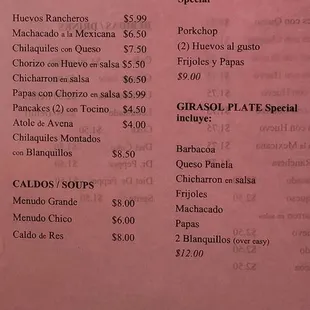 Huevos Rancheros $5.99
Machacado a la Mexicana $6.50
Chilaquiles con Queso $7.50
Chorizo con Huevo en salsa $5.50
Chicharron en salsa $6.50
Papas con Chorizo en salsa $5.99
Pancakes (2) con Tocino $4.50
Atole de Avena $4.00
Chilaquiles Montados
con Blanquillos $8.50
CALDOS / SOUPS
Menudo Grande $8.00
Menudo Chico $6.00
Caldo de Res $8.00
Special
Porkchop
(2) Huevos al gusto
Frijoles y Papas
$9.00
GIRASOL PLATE Special
incluye:
Barbacoa
Queso Panela
Chicharron en salsa
Frijoles
Machacado
Papas
2 Blanquillos (over easy)
$12.00